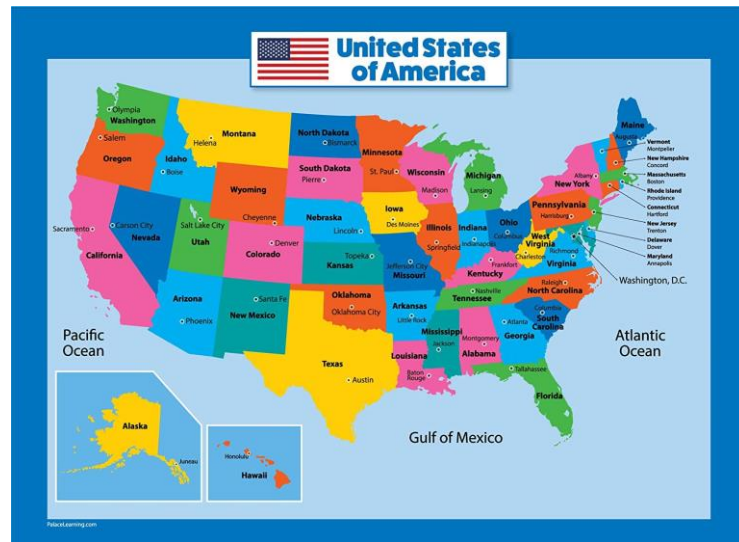 United States
of America
Olympia
Washington
Salem
Oregon
Idaho
Boise
Montana
Helena
North Dakota
Bismarck
Minnesota
St. Paul
South Dakota
Pierre
Wyoming
Cheyenne
Wisconsin
Madison
Michigan
Lansing
Maine
Augusta
Vermont
Montpelier
New Hampshire
Concord
Massachusetts
Boston
Rhode Island
Providence
Connecticut
Hartford
New Jersey
Trenton
Delaware
Dover
Maryland
Annapolis
Washington, D.C.
Albany
New York
Pennsylvania
Harrisburg
Iowa
Des Moines
Nebraska
Lincoln
Illinois
Springfield
Indiana
Indianapolis
Ohio
Columbus
West
Virginia
Charleston
Richmond
Virginia
Sacramento
California
Carson City
Nevada
Salt Lake City
Utah
Denver
Colorado
Topeka
Kansas
Jefferson City
Missouri
Frankfort
Kentucky
Nashville
Tennessee
Raleigh
North Carolina
Columbia
South
Carolina
Arizona
Phoenix
Santa Fe
New Mexico
Oklahoma
Oklahoma City
Arkansas
Little Rock
Mississippi
Jackson
Montgomery
Alabama
Atlanta
Georgia
Texas
Austin
Louisiana
Baton
Rouge
Tallahassee
Florida
Pacific
Ocean
Atlantic
Ocean
Gulf of Mexico
Alaska
Juneau
Honolulu
Hawaii
PalaceLearning.com